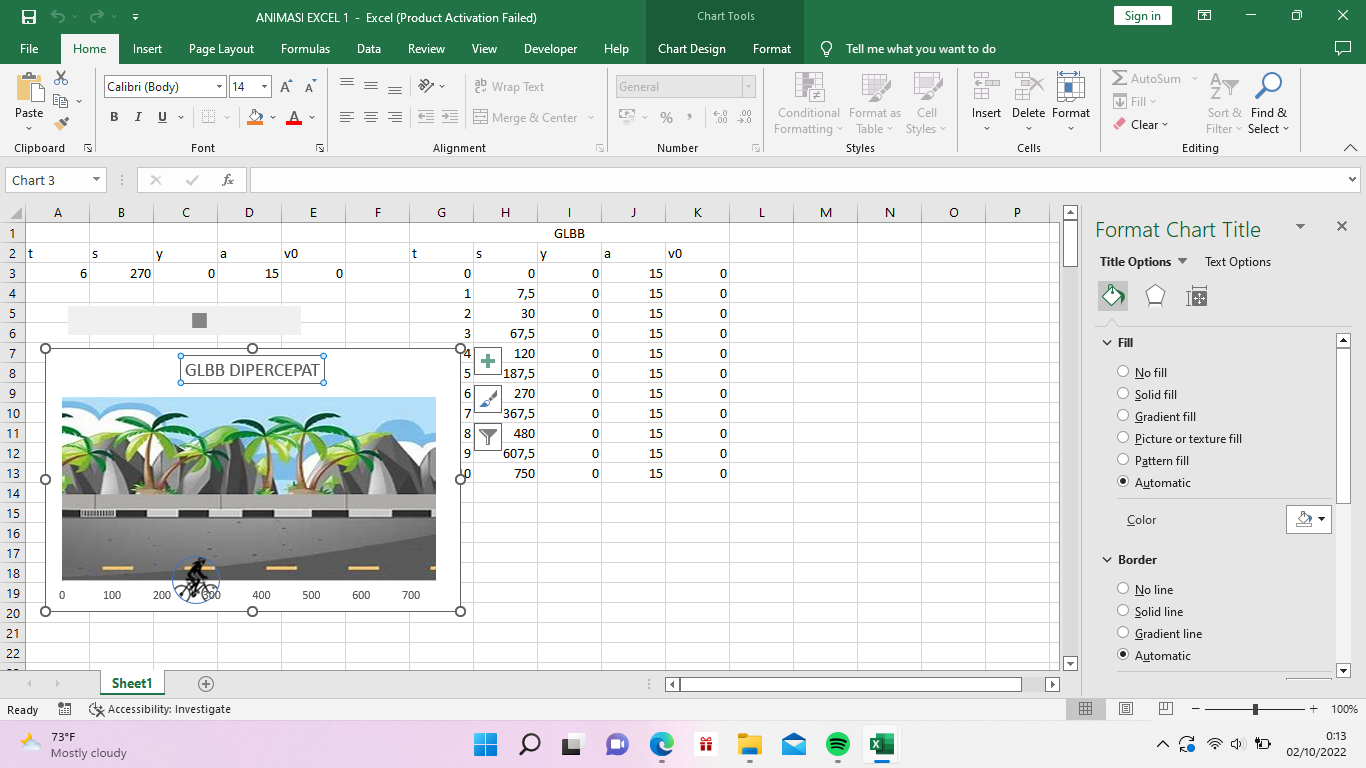 ANIMASI EXCEL 1 - Excel (Product Activation Failed)
Chart Tools
Sign in
File Home Insert Page Layout Formulas Data Review View Developer Help Chart Design Format Tell me what you want to do
Calibri (Body) 14
Wrap Text
General
AutoSum
Paste
B I U
Merge & Center
Conditional Formatting
Format as Table
Cell Styles
Insert Delete Format
Fill
Clear
Sort & Filter
Find & Select
Clipboard Font Alignment Number Styles Cells Editing
Chart 3
fx
A B C D E F G H I J K L M N O P
1 GLBB
2 t s y a v0 t s y a v0
3 6 270 0 15 0 0 0 0 15 0
4 1 7,5 0 15 0
5 2 30 0 15 0
6 3 67,5 0 15 0
7 4 120 0 15 0
8 5 187,5 0 15 0
9 6 270 0 15 0
10 7 367,5 0 15 0
11 8 480 0 15 0
12 9 607,5 0 15 0
13 0 750 0 15 0
14
15
16
17
18
19
20
21
22
GLBB DIPERCEPAT
0 100 200 300 400 500 600 700
Format Chart Title
Title Options Text Options
Fill
No fill
Solid fill
Gradient fill
Picture or texture fill
Pattern fill
Automatic
Color
Border
No line
Solid line
Gradient line
Automatic
Sheet1
Ready
Accessibility: Investigate
100%
73°F
Mostly cloudy
0:13
02/10/2022